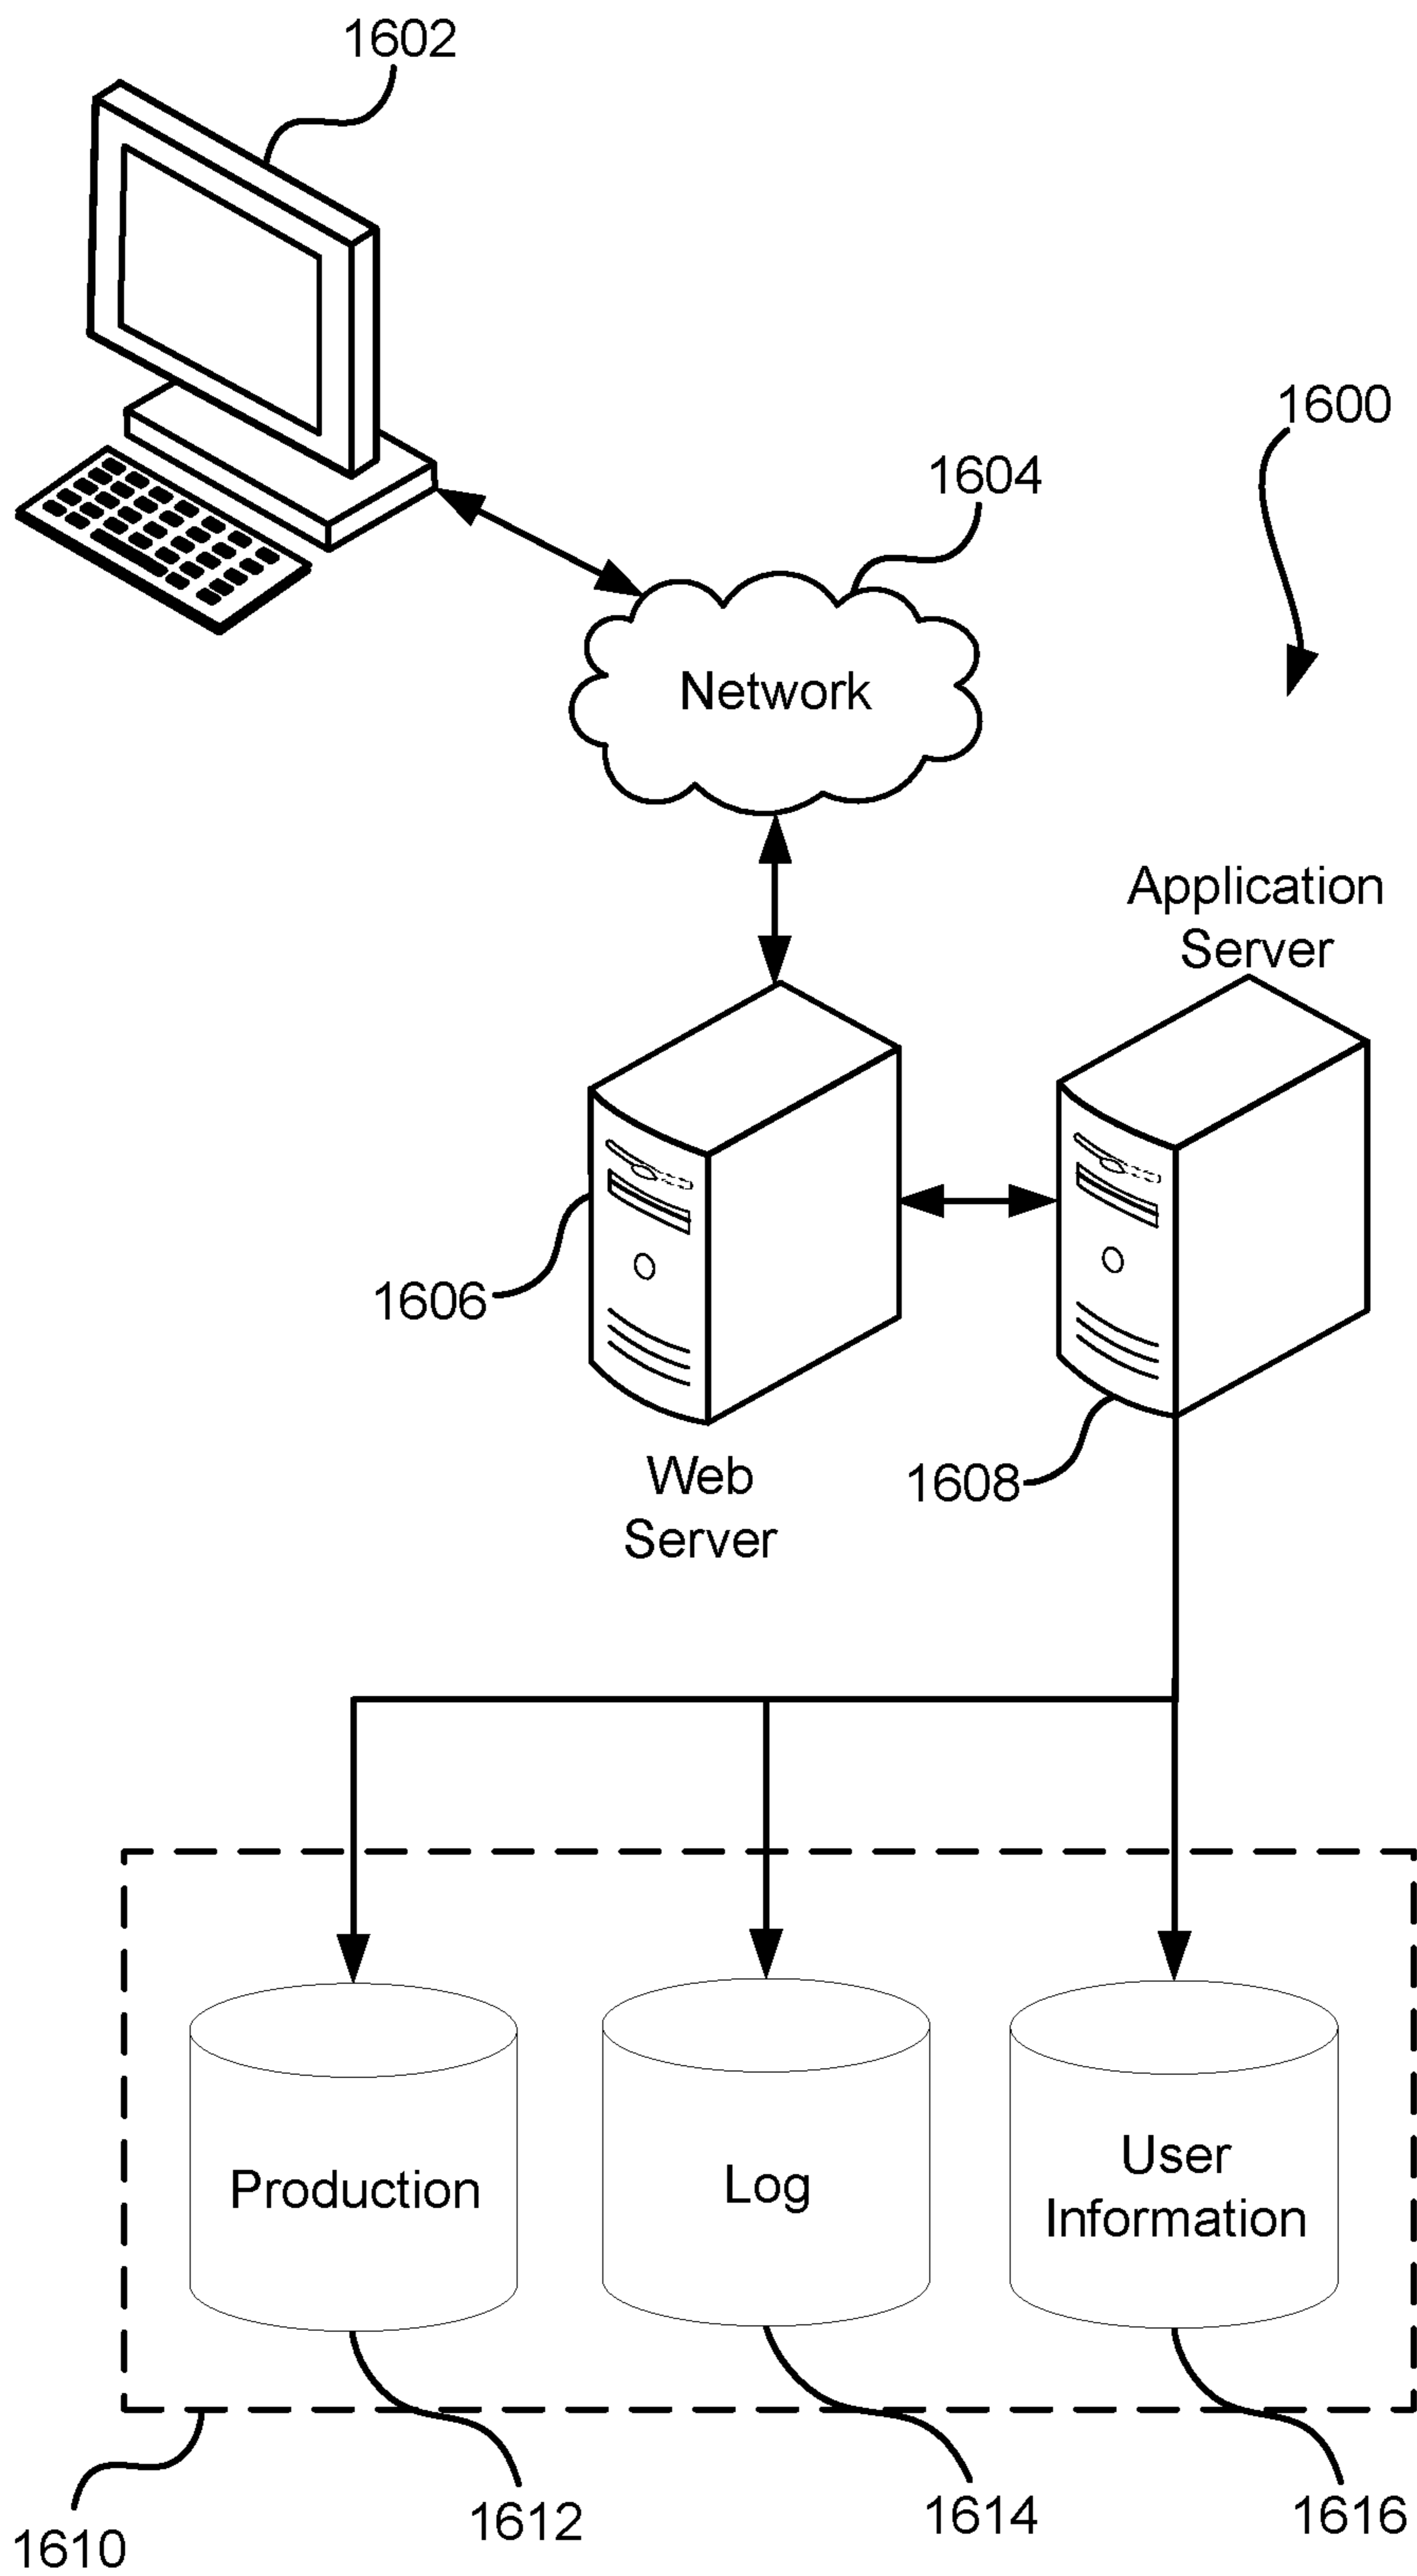 1602
1600
1604
Network
Application
Server
1606
1608
Web
Server
Production
Log
User
Information
1610
1612
1614
1616